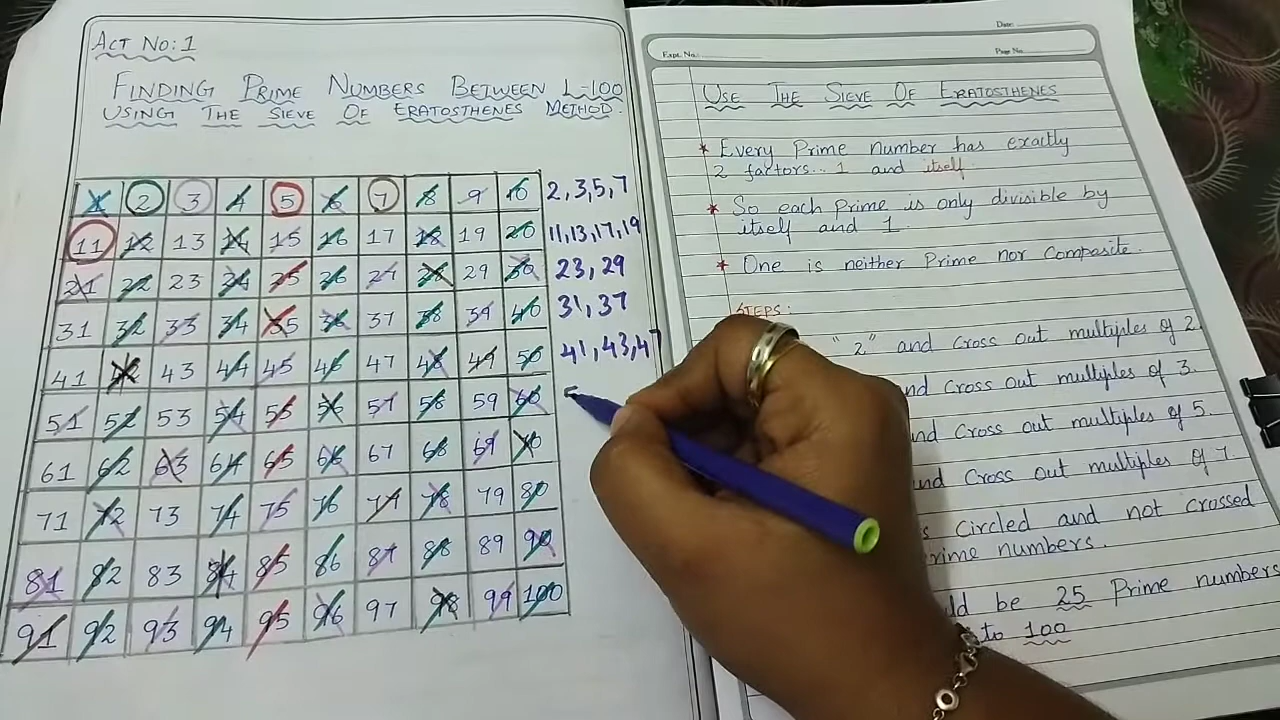 ACT NO: 1
FINDING PRIME NUMBERS BETWEEN 1-100
USING THE SIEVE OF ERATOSTHENES METHOD.
1 2 3 4 5 6 7 8 9 10 2, 3, 5, 7
11 12 13 14 15 16 17 18 19 20 11, 13, 17, 19
21 22 23 24 25 26 27 28 29 30 23, 29
31 32 33 34 35 36 37 38 39 40 31, 37
41 42 43 44 45 46 47 48 49 50 41, 43, 47
51 52 53 54 55 56 57 58 59 60 5
61 62 63 64 65 66 67 68 69 70
71 72 73 74 75 76 77 78 79 80
81 82 83 84 85 86 87 88 89 90
91 92 93 94 95 96 97 98 99 100
Date:
Expt. No. Page No.
USE THE SIEVE OF ERATOSTHENES
* Every Prime number has exactly
2 factors.. 1 and itself.
* So each Prime is only divisible by
itself and 1.
* One is neither Prime nor Composite.
STEPS:
"2" and cross out multiples of 2.
and cross out multiples of 3.
and cross out multiples of 5.
and cross out multiples of 7.
s circled and not crossed
prime numbers.
uld be 25 Prime numbers
to 100